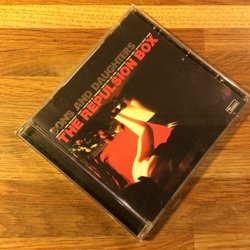 SONS AND DAUGHTERS
THE REPULSION BOX